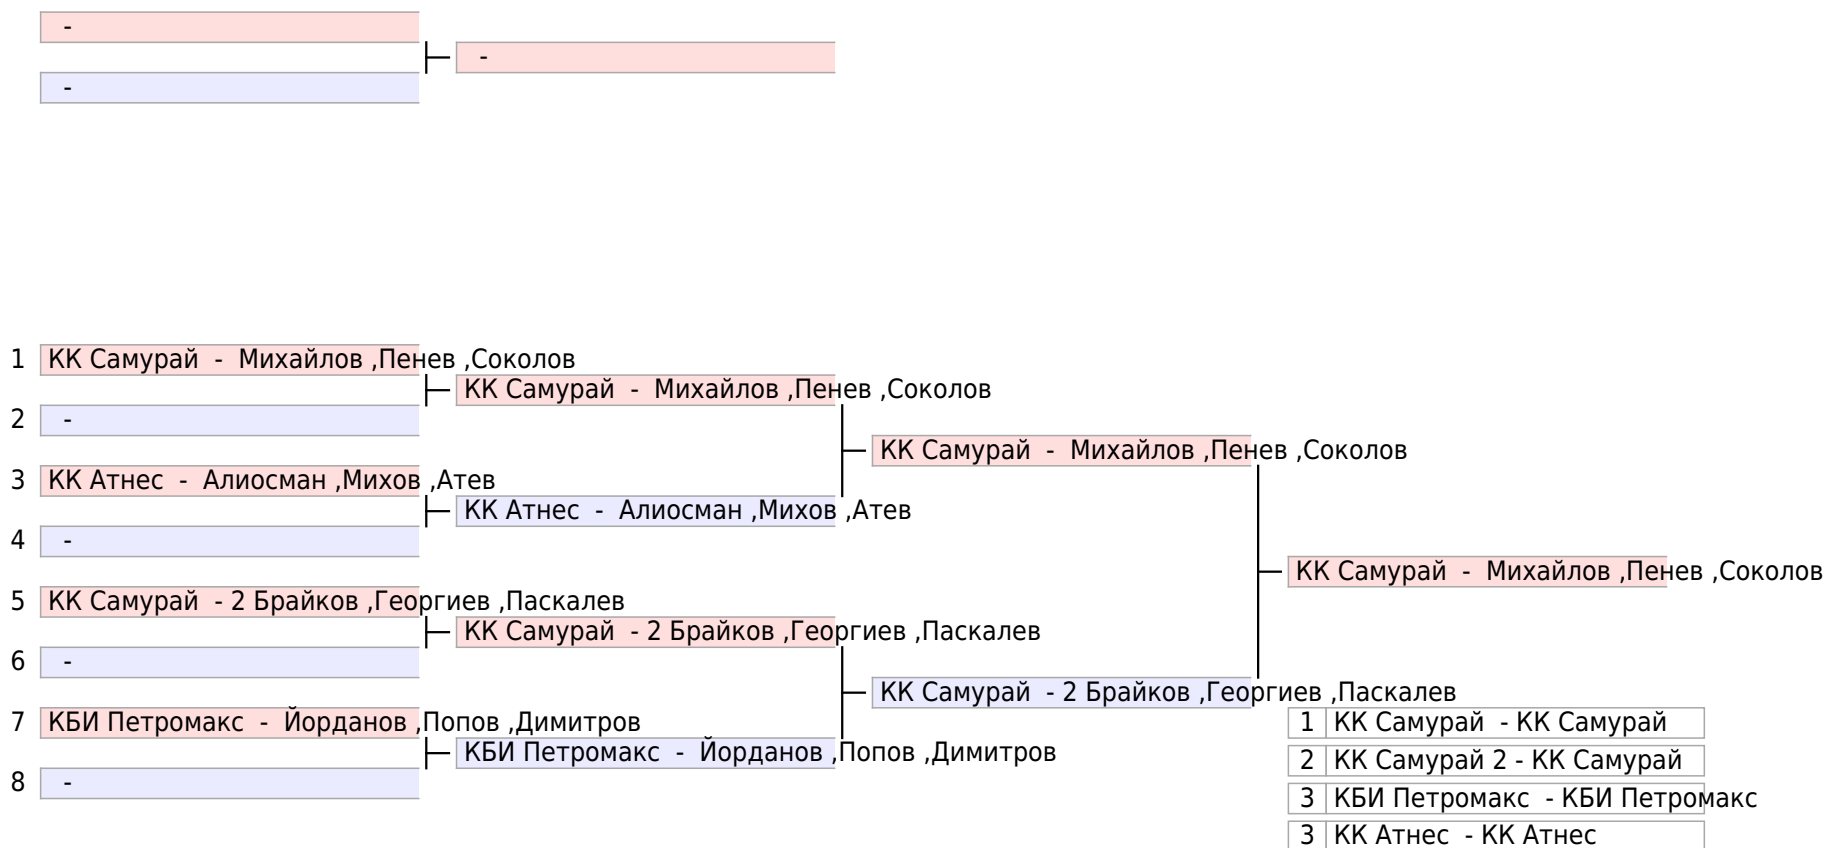 -
-
-
1 КК Самурай - Михайлов ,Пенев ,Соколов
КК Самурай - Михайлов ,Пенев ,Соколов
2 -
КК Самурай - Михайлов ,Пенев ,Соколов
3 КК Атнес - Алиосман ,Михов ,Атев
КК Атнес - Алиосман ,Михов ,Атев
4 -
КК Самурай - Михайлов ,Пенев ,Соколов
5 КК Самурай - 2 Брайков ,Георгиев ,Паскалев
КК Самурай - 2 Брайков ,Георгиев ,Паскалев
6 -
КК Самурай - 2 Брайков ,Георгиев ,Паскалев
7 КБИ Петромакс - Йорданов ,Попов ,Димитров
КБИ Петромакс - Йорданов ,Попов ,Димитров
8 -
1 КК Самурай - КК Самурай
2 КК Самурай 2 - КК Самурай
3 КБИ Петромакс - КБИ Петромакс
3 КК Атнес - КК Атнес